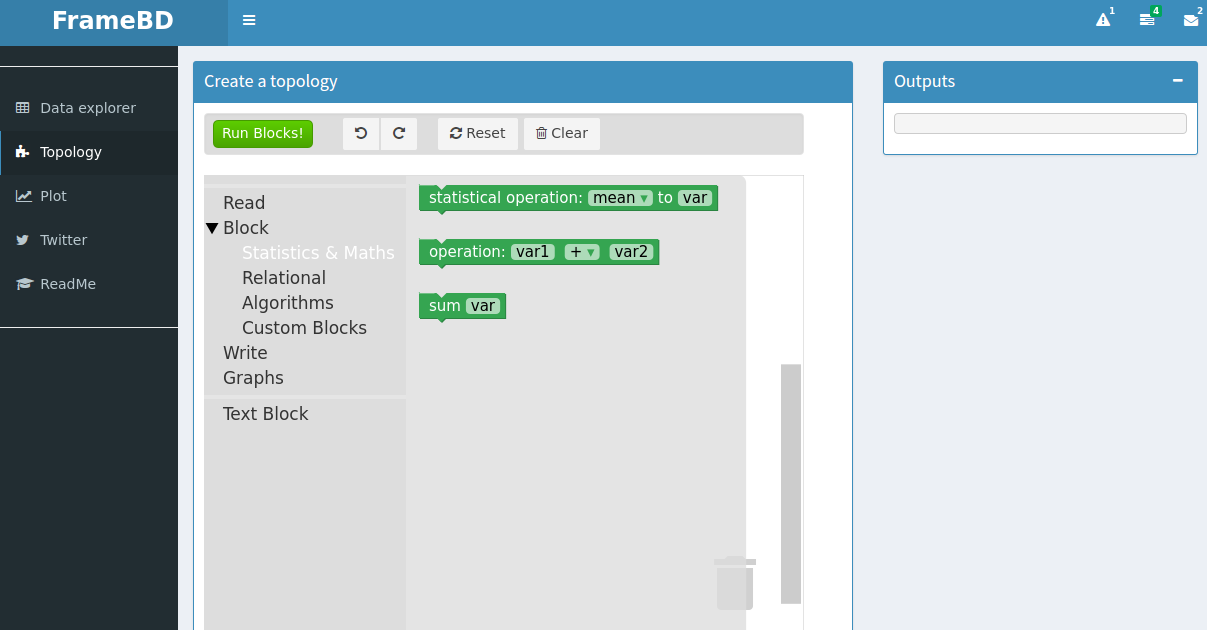 FrameBD
1
4
2
Data explorer
Topology
Plot
Twitter
ReadMe
Create a topology
Run Blocks!
Reset
Clear
Read
Block
Statistics & Maths
Relational
Algorithms
Custom Blocks
Write
Graphs
Text Block
statistical operation: mean ▾ to var
operation: var1 + ▾ var2
sum var
Outputs